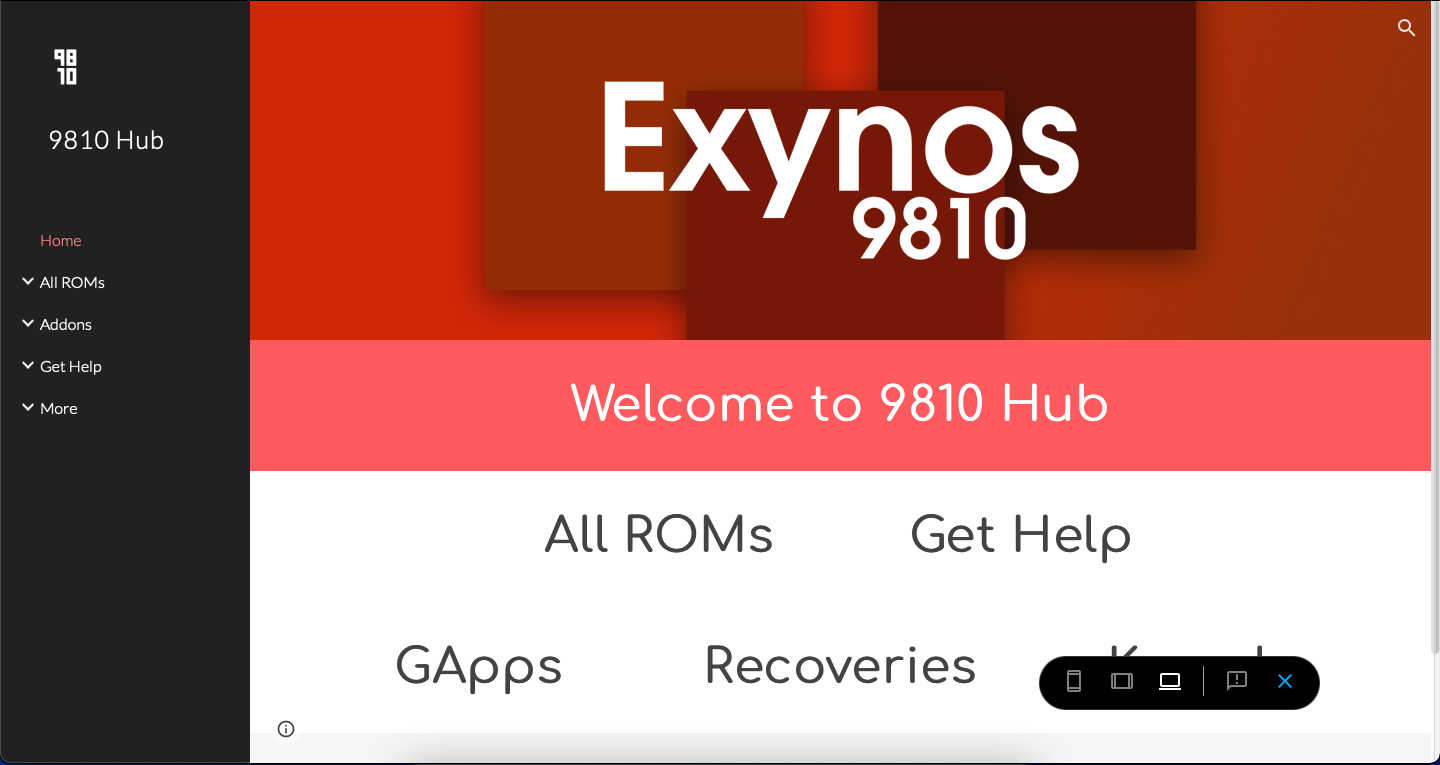 98
10
9810 Hub
Home
All ROMs
Addons
Get Help
More
Exynos
9810
Welcome to 9810 Hub
All ROMs
Get Help
GApps
Recoveries